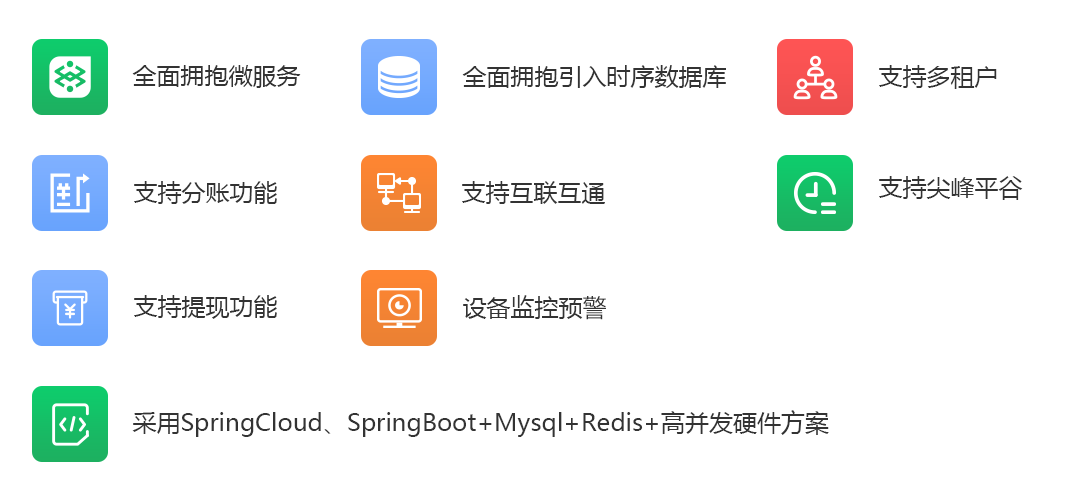 全面拥抱微服务
全面拥抱引入时序数据库
支持多租户
支持分账功能
支持互联互通
支持尖峰平谷
支持提现功能
设备监控预警
采用SpringCloud、SpringBoot+Mysql+Redis+高并发硬件方案